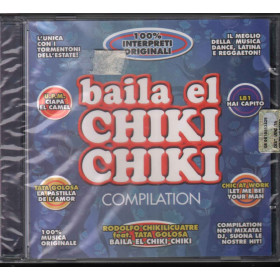 L'UNICA
CON I
TORMENTONI
DELL'ESTATE!
100%
INTERPRETI
ORIGINALI
IL MEGLIO
DELLA MUSICA
DANCE, LATINA
E REGGAETON!
baila el
CHIKI
CHIKI
COMPILATION
U.P.M.
CIAPA
EL CAMEL
LB1
HAI CAPITO
TATA GOLOSA
LA PASTILLA
DE L'AMOR
CHIC AT WORK
LET ME BE
YOUR MAN
100%
MUSICA
ORIGINALE
RODOLFO CHIKILICUATRE
feat. TATA GOLOSA
BAILA EL CHIKI CHIKI
COMPILATION
NON MIXATA!
DJ, SUONA LE
NOSTRE HIT!